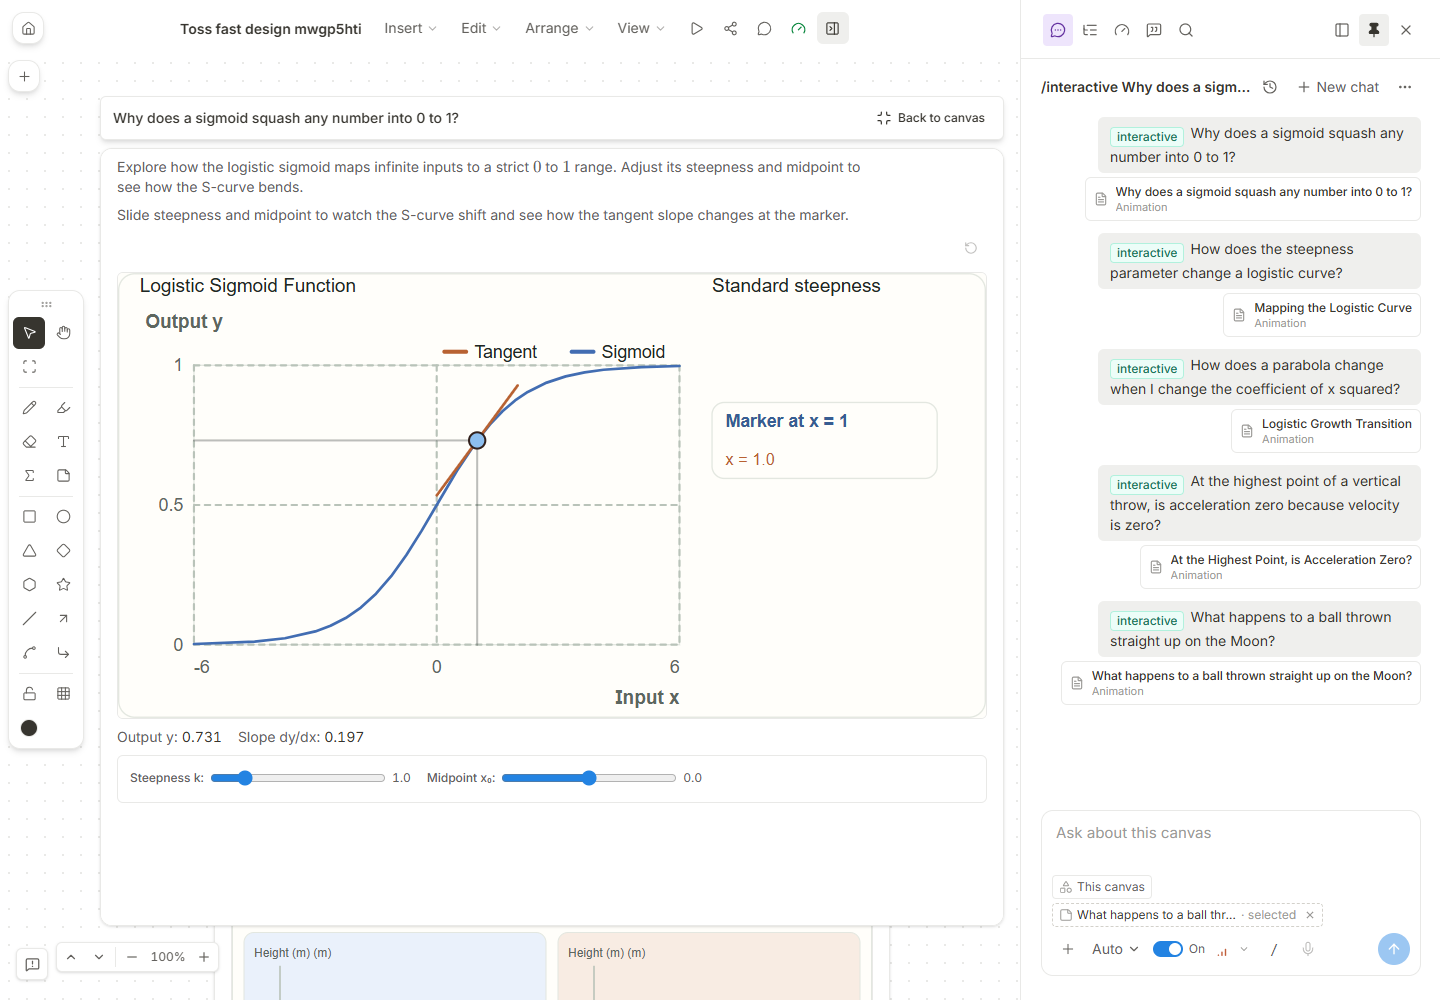 Toss fast design mwgp5hti
Insert
Edit
Arrange
View
Why does a sigmoid squash any number into 0 to 1?
Back to canvas
Explore how the logistic sigmoid maps infinite inputs to a strict 0 to 1 range. Adjust its steepness and midpoint to
see how the S-curve bends.
Slide steepness and midpoint to watch the S-curve shift and see how the tangent slope changes at the marker.
Logistic Sigmoid Function
Standard steepness
Output y
Tangent
Sigmoid
1
0.5
0
-6
0
6
Input x
Marker at x = 1
x = 1.0
Output y: 0.731
Slope dy/dx: 0.197
Steepness k:
1.0
Midpoint x₀:
0.0
Height (m) (m)
Height (m) (m)
100%
/interactive Why does a sigm...
New chat
interactive Why does a sigmoid squash any
number into 0 to 1?
Why does a sigmoid squash any number into 0 to 1?
Animation
interactive How does the steepness
parameter change a logistic curve?
Mapping the Logistic Curve
Animation
interactive How does a parabola change
when I change the coefficient of x squared?
Logistic Growth Transition
Animation
interactive At the highest point of a vertical
throw, is acceleration zero because velocity
is zero?
At the Highest Point, is Acceleration Zero?
Animation
interactive What happens to a ball thrown
straight up on the Moon?
What happens to a ball thrown straight up on the Moon?
Animation
Ask about this canvas
This canvas
What happens to a ball thr... · selected
Auto
On
/